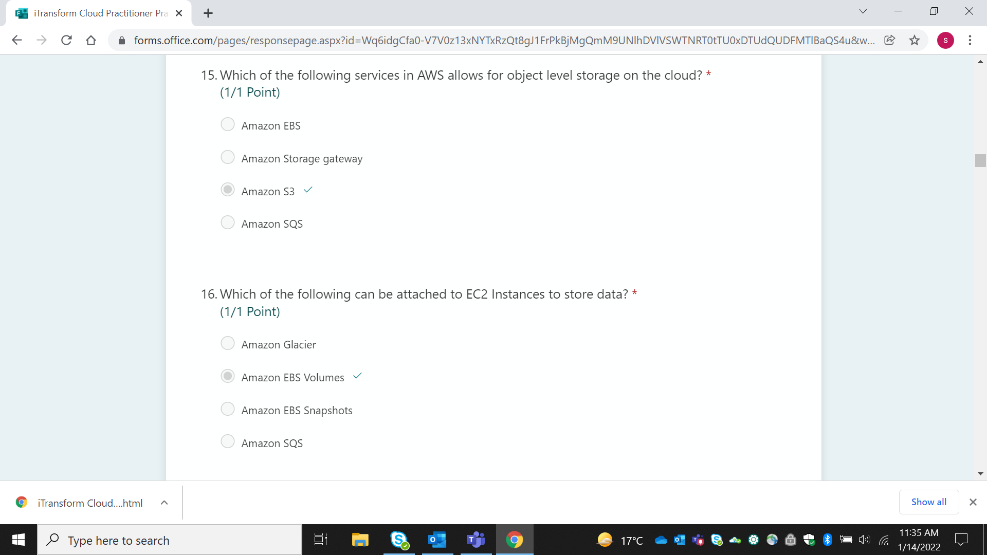 iTransform Cloud Practitioner Pra
forms.office.com/pages/responsepage.aspx?id=Wq6idgCfa0-V7V0z13xNYTxRzQt8gJ1FrPkBjMgQmM9UNlhDVlVSWTNRT0tTU0xDTUdQUDFMTlBaQS4u&w...
S
15. Which of the following services in AWS allows for object level storage on the cloud? *
(1/1 Point)
Amazon EBS
Amazon Storage gateway
Amazon S3
Amazon SQS
16. Which of the following can be attached to EC2 Instances to store data? *
(1/1 Point)
Amazon Glacier
Amazon EBS Volumes
Amazon EBS Snapshots
Amazon SQS
iTransform Cloud....html
Show all
Type here to search
17°C
11:35 AM
1/14/2022